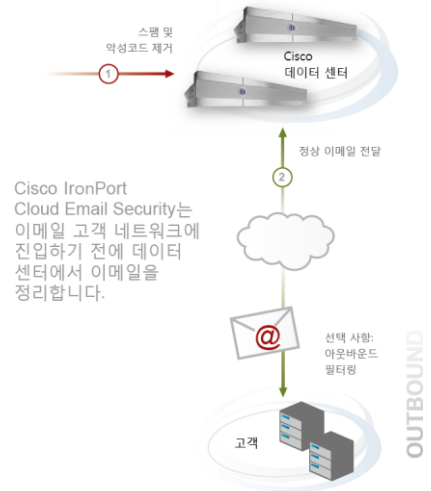 스팸 및
악성코드 제거
1
Cisco
데이터 센터
정상 이메일 전달
2
Cisco IronPort
Cloud Email Security는
이메일 고객 네트워크에
진입하기 전에 데이터
센터에서 이메일을
정리합니다.
@
선택 사항:
아웃바운드
필터링
고객
OUTBOUND